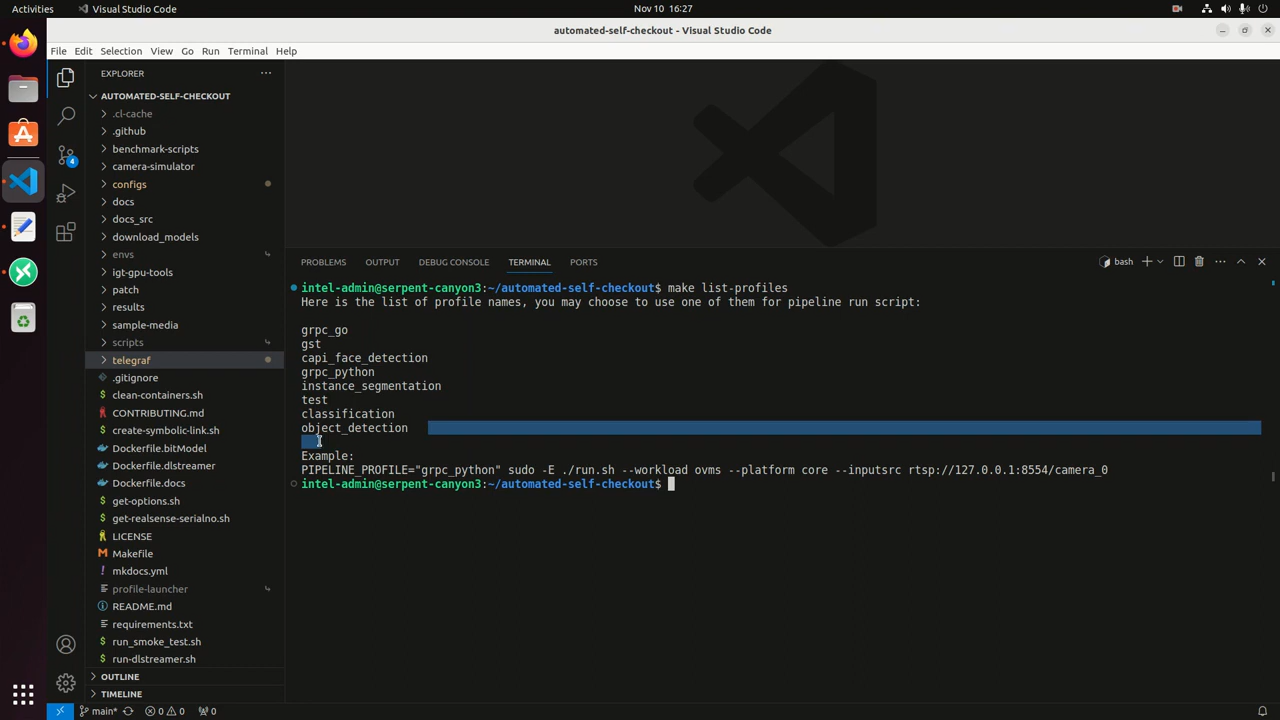 Activities
Visual Studio Code
Nov 10 16:27
automated-self-checkout - Visual Studio Code
File Edit Selection View Go Run Terminal Help
EXPLORER
AUTOMATED-SELF-CHECKOUT
.cl-cache
.github
benchmark-scripts
camera-simulator
4
configs
docs
docs_src
download_models
envs
igt-gpu-tools
patch
results
sample-media
scripts
telegraf
.gitignore
clean-containers.sh
CONTRIBUTING.md
create-symbolic-link.sh
Dockerfile.bitModel
Dockerfile.dlstreamer
Dockerfile.docs
get-options.sh
get-realsense-serialno.sh
LICENSE
Makefile
mkdocs.yml
profile-launcher
README.md
requirements.txt
run_smoke_test.sh
run-dlstreamer.sh
OUTLINE
TIMELINE
PROBLEMS OUTPUT DEBUG CONSOLE TERMINAL PORTS
bash
intel-admin@serpent-canyon3:~/automated-self-checkout$ make list-profiles
Here is the list of profile names, you may choose to use one of them for pipeline run script:
grpc_go
gst
capi_face_detection
grpc_python
instance_segmentation
test
classification
object_detection
Example:
PIPELINE_PROFILE="grpc_python" sudo -E ./run.sh --workload ovms --platform core --inputsrc rtsp://127.0.0.1:8554/camera_0
intel-admin@serpent-canyon3:~/automated-self-checkout$
main* 0 0 0